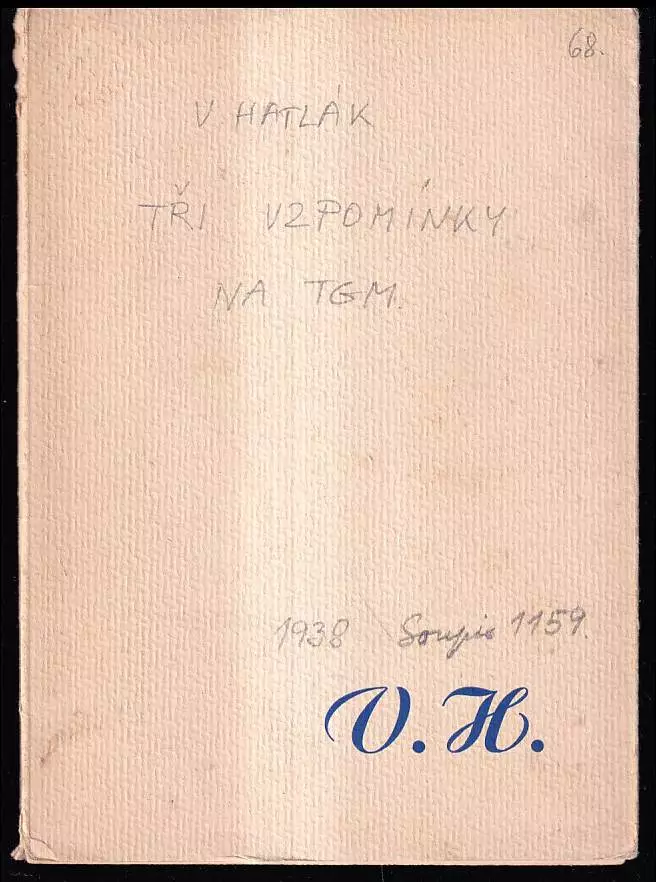 68.
V HATLÁK
TŘI VZPOMÍNKY
NA TGM.
1938 Soupis 1159.
V. H.